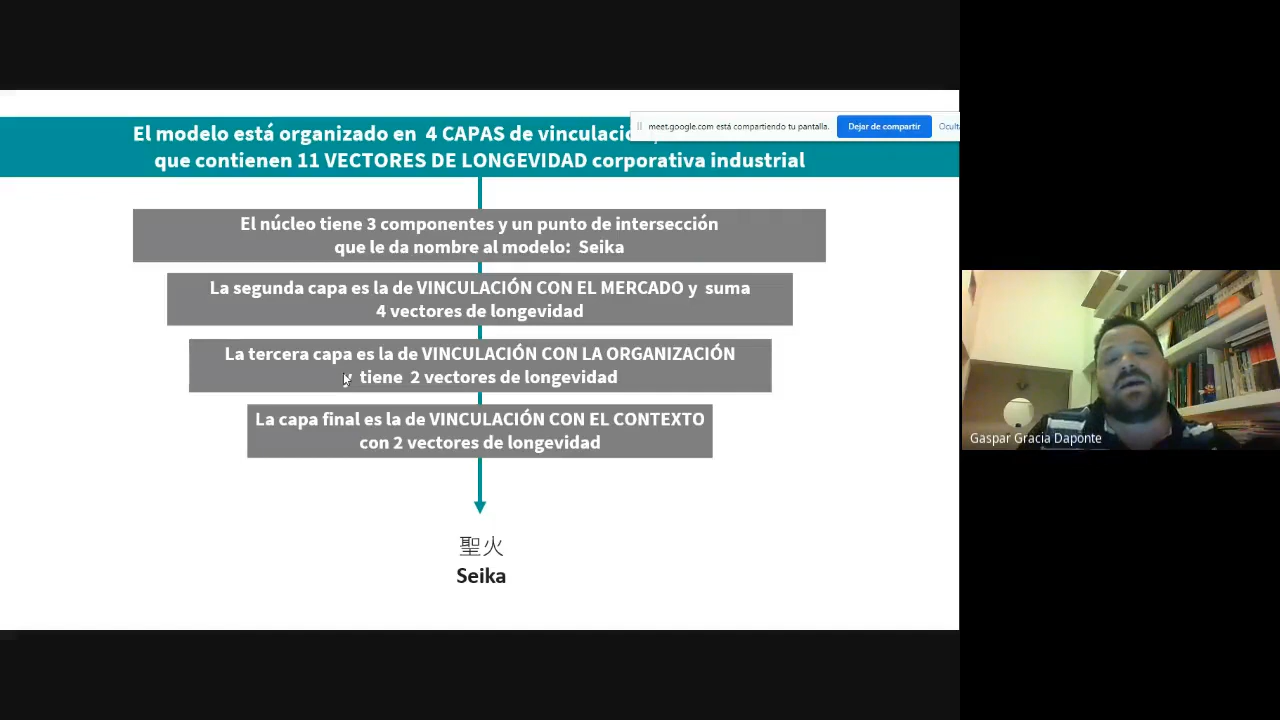 El modelo está organizado en 4 CAPAS de
que contienen 11 VECTORES DE LONGEVIDAD corporativa industrial
meet.google.com está compartiendo tu pantalla.
Dejar de compartir
El núcleo tiene 3 componentes y un punto de intersección
que le da nombre al modelo: Seika
La segunda capa es la de VINCULACIÓN CON EL MERCADO y suma
4 vectores de longevidad
La tercera capa es la de VINCULACIÓN CON LA ORGANIZACIÓN
y tiene 2 vectores de longevidad
La capa final es la de VINCULACIÓN CON EL CONTEXTO
con 2 vectores de longevidad
聖火
Seika
Gaspar Gracia Daponte